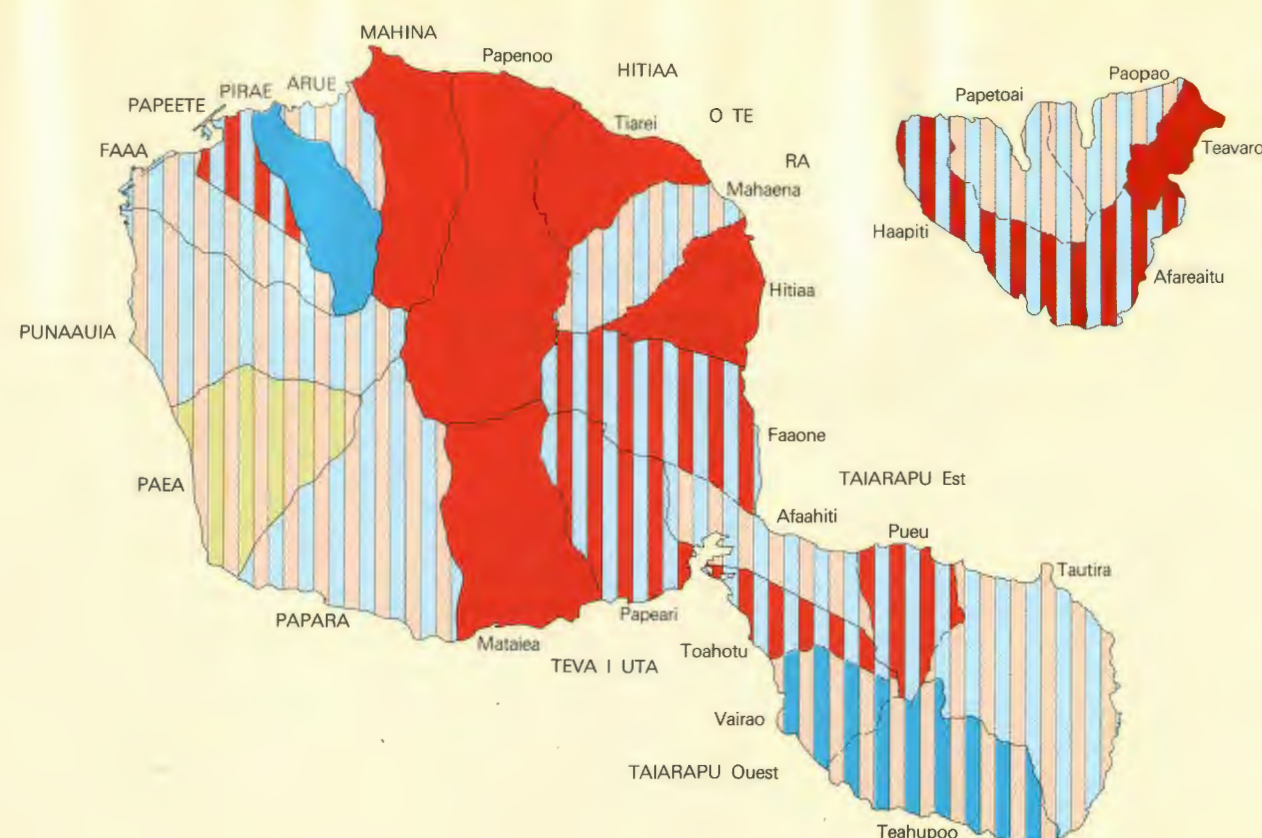 MAHINA
Papenoo
HITIAA
Paopao
ARUE
PIRAE
Papetoai
PAPEETE
O TE
Tiarei
Teavaro
FAAA
RA
Mahaena
Haapiti
Afareaitu
Hitiaa
PUNAAUIA
Faaone
TAIARAPU Est
PAEA
Afaahiti
Pueu
Tautira
PAPARA
Papeari
Mataiea
Toahotu
TEVA I UTA
Vairao
TAIARAPU Ouest
Teahupoo